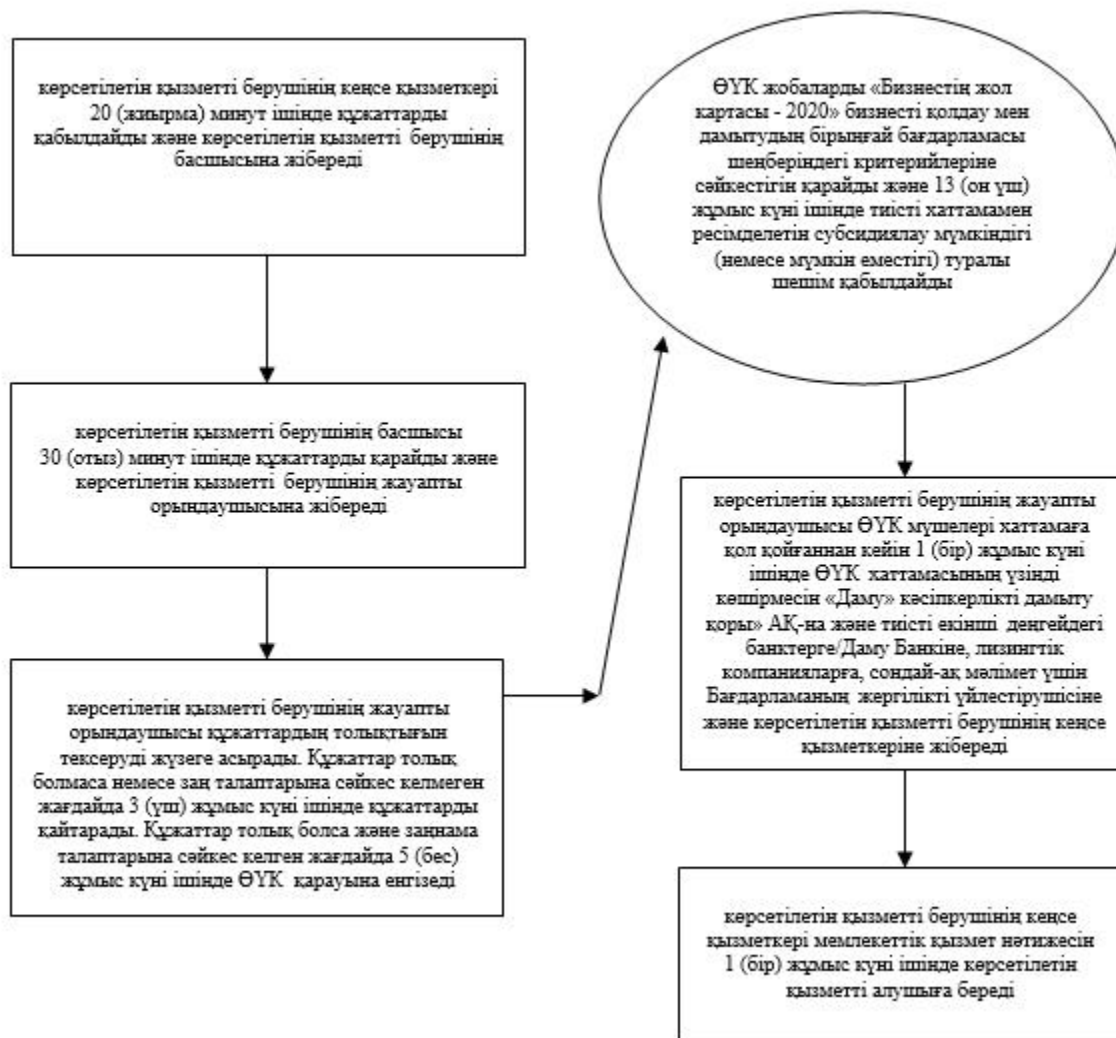 көрсетілетін қызметті берушінің кеңсе қызметкері
20 (жиырма) минут ішінде құжаттарды
қабылдайды және көрсетілетін қызметті берушінің
басшысына жібереді
көрсетілетін қызметті берушінің басшысы
30 (отыз) минут ішінде құжаттарды қарайды және
көрсетілетін қызметті берушінің жауапты
орындаушысына жібереді
көрсетілетін қызметті берушінің жауапты
орындаушысы құжаттардың толықтығын
тексеруді жүзеге асырады. Құжаттар толық
болмаса немесе заң талаптарына сәйкес келмеген
жағдайда 3 (үш) жұмыс күні ішінде құжаттарды
қайтарады. Құжаттар толық болса және заңнама
талаптарына сәйкес келген жағдайда 5 (бес)
жұмыс күні ішінде ӨҮК қарауына енгізеді
ӨҮК жобаларды «Бизнестің жол
картасы - 2020» бизнесті қолдау мен
дамытудың бірыңғай бағдарламасы
шеңберіндегі критерийлеріне
сәйкестігін қарайды және 13 (он үш)
жұмыс күні ішінде тиісті хаттамамен
ресімделетін субсидиялау мүмкіндігі
(немесе мүмкін еместігі) туралы
шешім қабылдайды
көрсетілетін қызметті берушінің жауапты
орындаушысы ӨҮК мүшелері хаттамаға
қол қойғаннан кейін 1 (бір) жұмыс күні
ішінде ӨҮК хаттамасының үзінді
көшірмесін «Даму» кәсіпкерлікті дамыту
қоры» АҚ-на және тиісті екінші деңгейдегі
банктерге/Даму Банкіне, лизингтік
компанияларға, сондай-ақ мәлімет үшін
Бағдарламаның жергілікті үйлестірушісіне
және көрсетілетін қызметті берушінің кеңсе
қызметкеріне жібереді
көрсетілетін қызметті берушінің кеңсе
қызметкері мемлекеттік қызмет нәтижесін
1 (бір) жұмыс күні ішінде көрсетілетін
қызметті алушыға береді